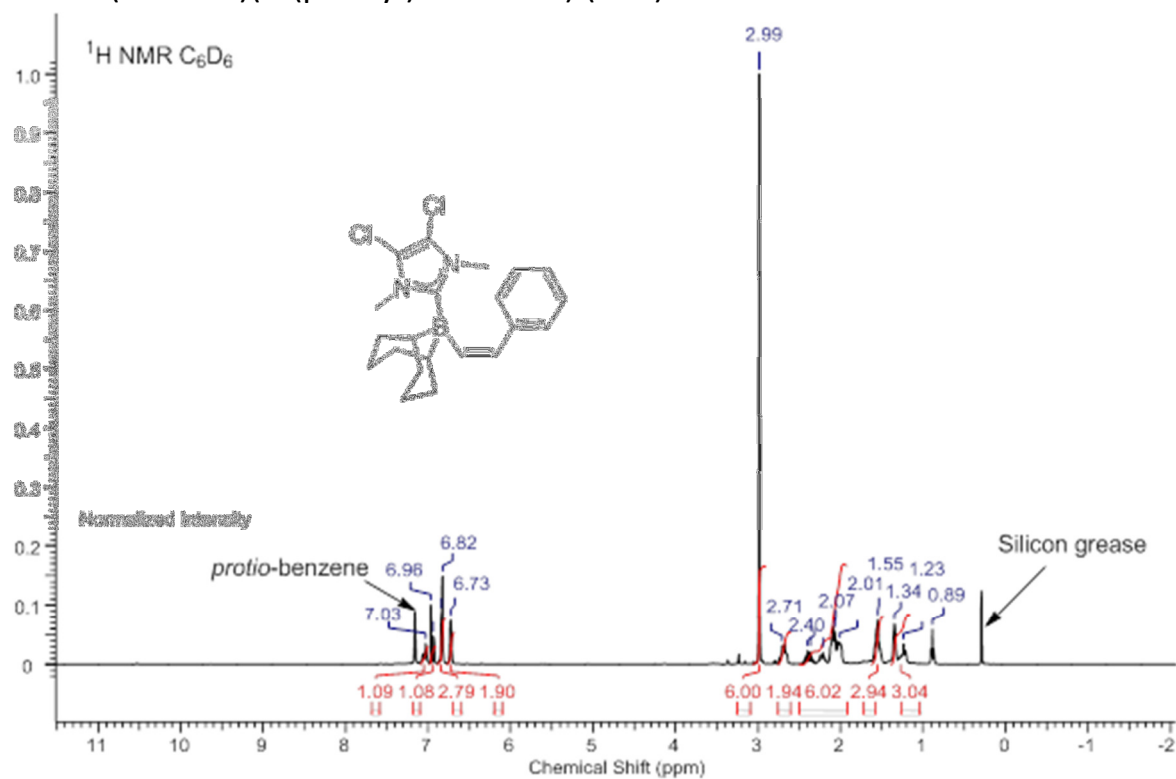 2.99
¹H NMR C₆D₆
1.0
0.9
0.8
0.7
0.6
0.5
0.4
0.3
0.2
0.1
0
Normalized Intensity
Cl
Cl
N
N
B
protio-benzene
Silicon grease
7.03
6.96
6.82
6.73
2.71
2.40
2.07
2.01
1.55
1.34
1.23
0.89
1.09 1.08 2.79 1.90
6.00 1.94 6.02 2.94 3.04
11 10 9 8 7 6 5 4 3 2 1 0 -1 -2
Chemical Shift (ppm)